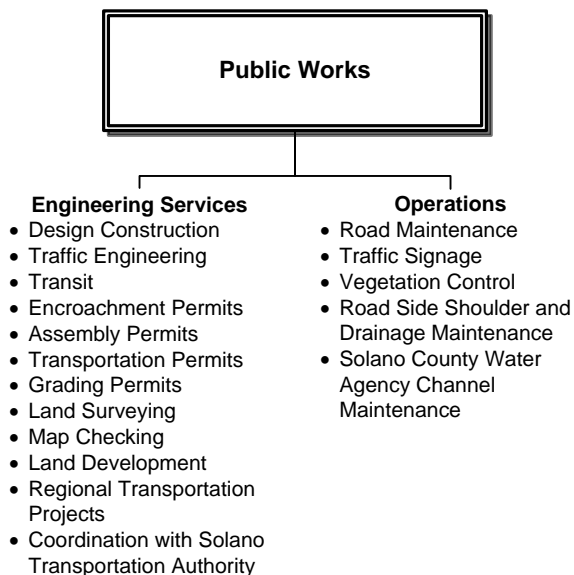 Public Works
Engineering Services
• Design Construction
• Traffic Engineering
• Transit
• Encroachment Permits
• Assembly Permits
• Transportation Permits
• Grading Permits
• Land Surveying
• Map Checking
• Land Development
• Regional Transportation
Projects
• Coordination with Solano
Transportation Authority
Operations
• Road Maintenance
• Traffic Signage
• Vegetation Control
• Road Side Shoulder and
Drainage Maintenance
• Solano County Water
Agency Channel
Maintenance